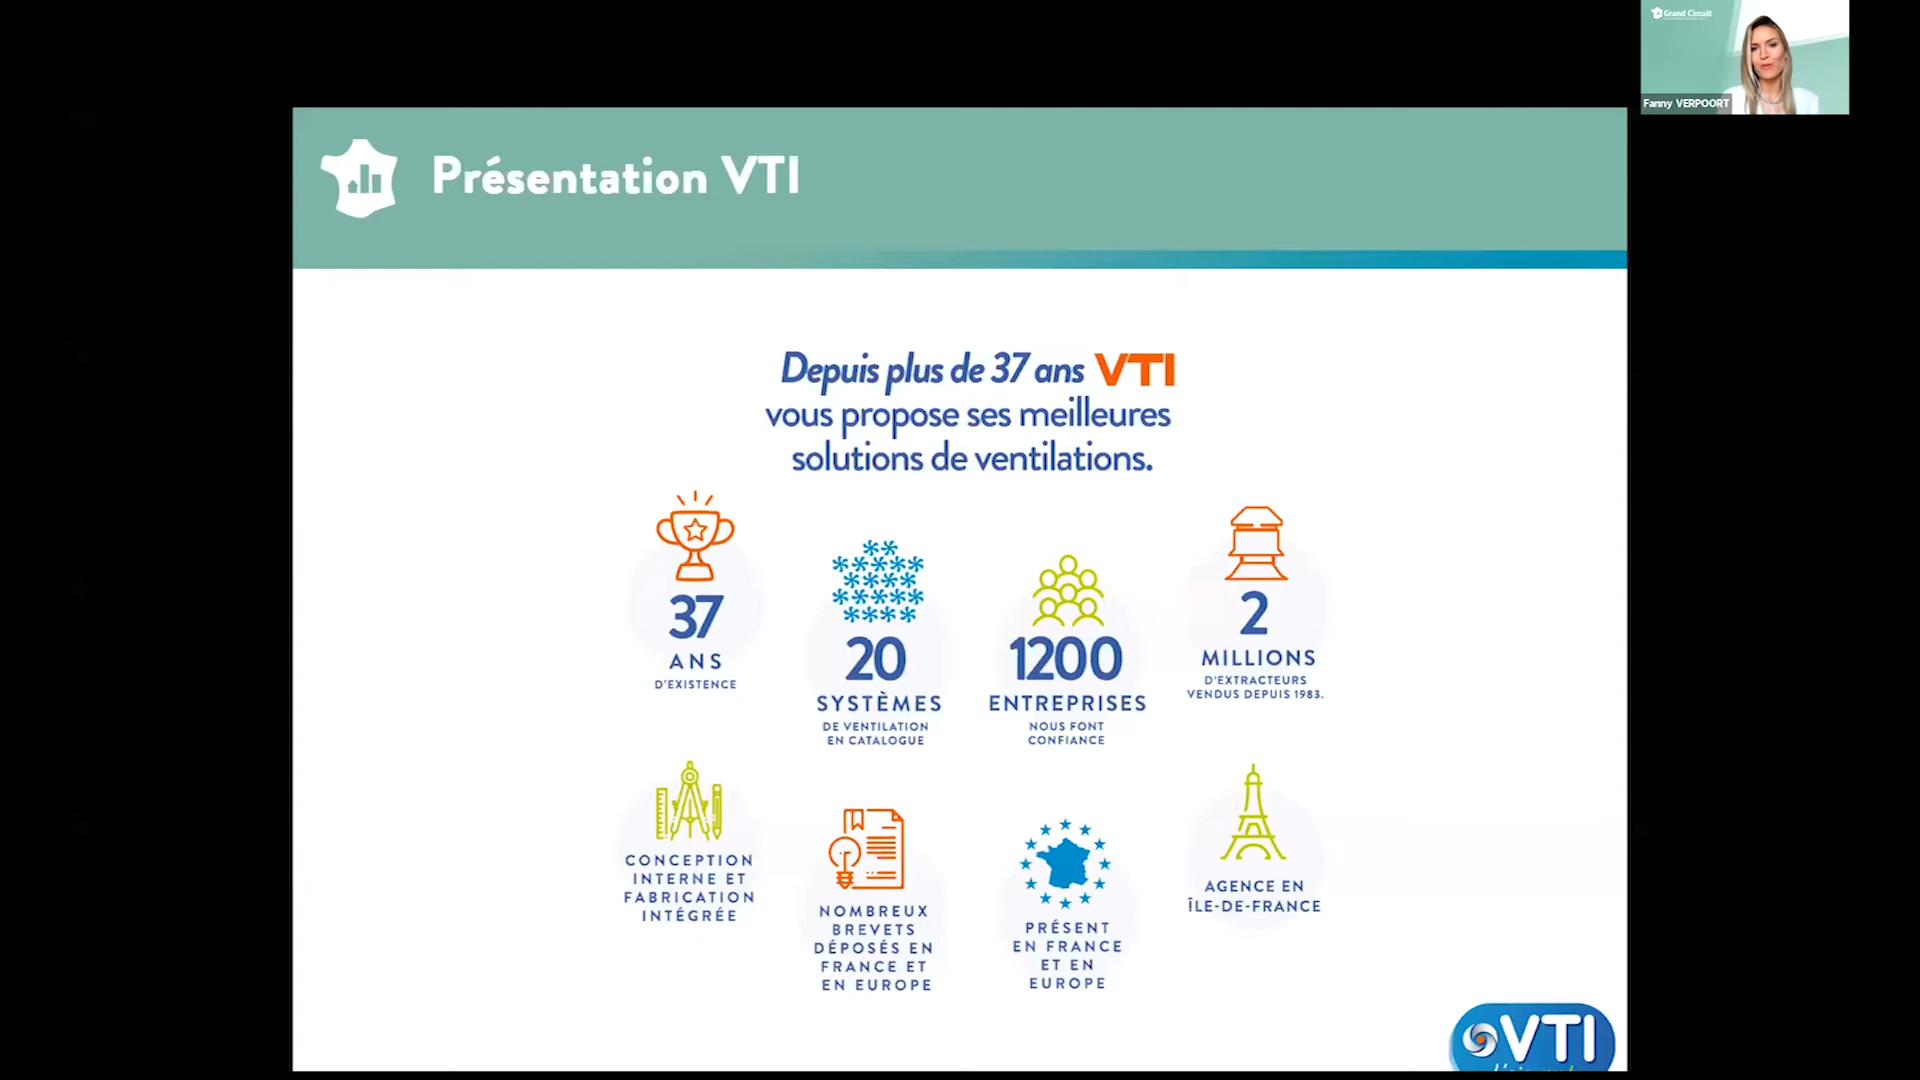 Grand Circuit
Fanny VERPOORT
Présentation VTI
Depuis plus de 37 ans VTI
vous propose ses meilleures
solutions de ventilations.
37
ANS
D'EXISTENCE
20
SYSTÈMES
DE VENTILATION
EN CATALOGUE
1200
ENTREPRISES
NOUS FONT
CONFIANCE
2
MILLIONS
D'EXTRACTEURS
VENDUS DEPUIS 1983.
CONCEPTION
INTERNE ET
FABRICATION
INTÉGRÉE
NOMBREUX
BREVETS
DÉPOSÉS EN
FRANCE ET
EN EUROPE
PRÉSENT
EN FRANCE
ET EN
EUROPE
AGENCE EN
ÎLE-DE-FRANCE
VTI